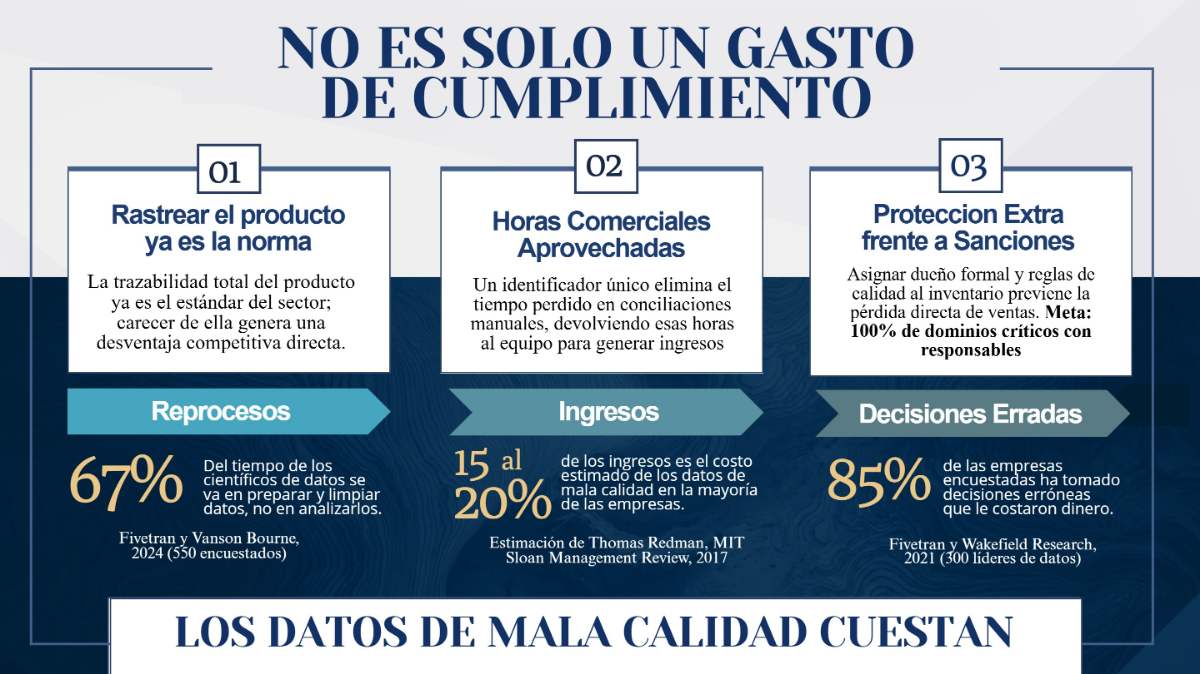 NO ES SOLO UN GASTO
DE CUMPLIMIENTO
01
Rastrear el producto
ya es la norma
La trazabilidad total del producto
ya es el estándar del sector;
carecer de ella genera una
desventaja competitiva directa.
02
Horas Comerciales
Aprovechadas
Un identificador único elimina el
tiempo perdido en conciliaciones
manuales, devolviendo esas horas
al equipo para generar ingresos
03
Proteccion Extra
frente a Sanciones
Asignar dueño formal y reglas de
calidad al inventario previene la
pérdida directa de ventas. Meta:
100% de dominios críticos con
responsables
Reprocesos
67%
Del tiempo de los
científicos de datos se
va en preparar y limpiar
datos, no en analizarlos.
Fivetran y Vanson Bourne,
2024 (550 encuestados)
Ingresos
15 al
20%
de los ingresos es el costo
estimado de los datos de
mala calidad en la mayoría
de las empresas.
Estimación de Thomas Redman, MIT
Sloan Management Review, 2017
Decisiones Erradas
85%
de las empresas
encuestadas ha tomado
decisiones erróneas
que le costaron dinero.
Fivetran y Wakefield Research,
2021 (300 líderes de datos)
LOS DATOS DE MALA CALIDAD CUESTAN